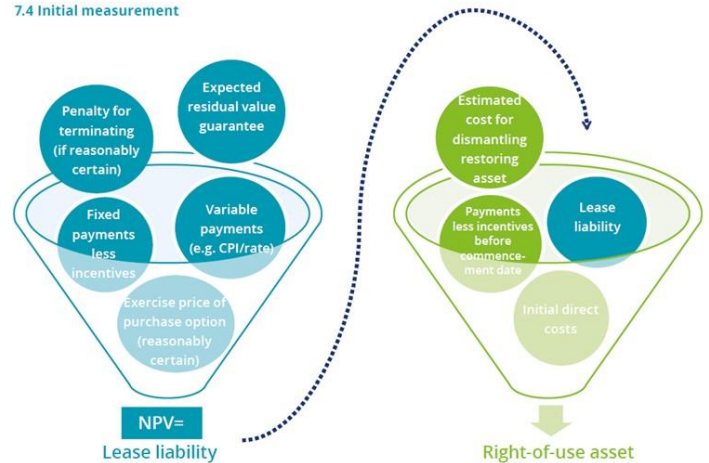 7.4 Initial measurement
Penalty for
terminating
(if reasonably
certain)
Expected
residual value
guarantee
Fixed
payments
less
incentives
Variable
payments
(e.g. CPI/rate)
Exercise price of
purchase option
(reasonably
certain)
NPV=
Lease liability
Estimated
cost for
dismantling
restoring
asset
Payments
less incentives
before
commence-
ment date
Lease
liability
Initial direct
costs
Right-of-use asset